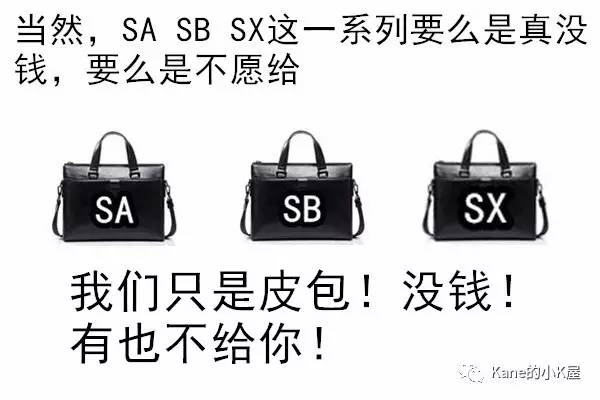 当然，SA SB SX这一系列要么是真没
钱，要么是不愿给
SA
SB
SX
我们只是皮包！没钱！
有也不给你！
Kane的小K屋